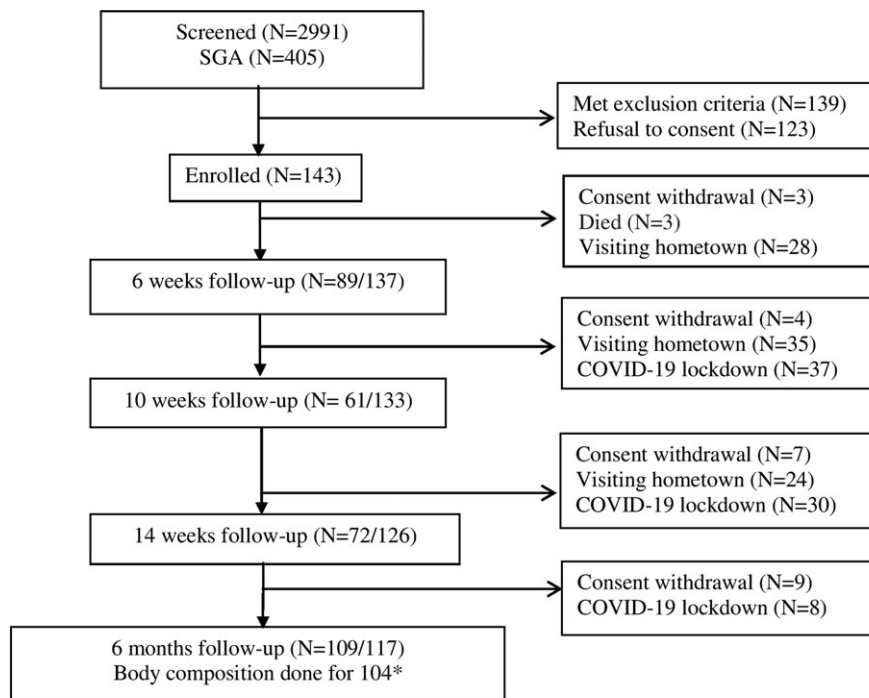 Screened (N=2991)
SGA (N=405)
Met exclusion criteria (N=139)
Refusal to consent (N=123)
Enrolled (N=143)
Consent withdrawal (N=3)
Died (N=3)
Visiting hometown (N=28)
6 weeks follow-up (N=89/137)
Consent withdrawal (N=4)
Visiting hometown (N=35)
COVID-19 lockdown (N=37)
10 weeks follow-up (N= 61/133)
Consent withdrawal (N=7)
Visiting hometown (N=24)
COVID-19 lockdown (N=30)
14 weeks follow-up (N=72/126)
Consent withdrawal (N=9)
COVID-19 lockdown (N=8)
6 months follow-up (N=109/117)
Body composition done for 104*